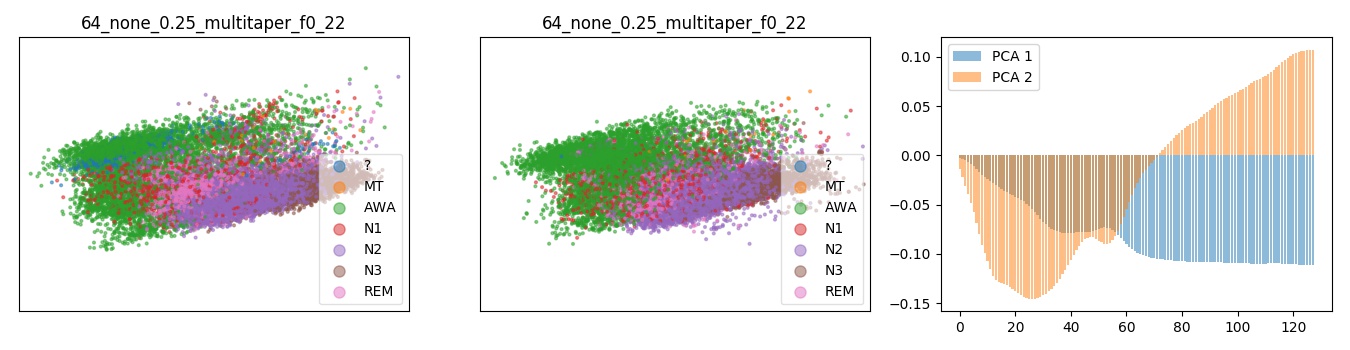 64_none_0.25_multitaper_f0_22
?
MT
AWA
N1
N2
N3
REM
64_none_0.25_multitaper_f0_22
?
MT
AWA
N1
N2
N3
REM
PCA 1
PCA 2
0.10
0.05
0.00
−0.05
−0.10
−0.15
0 20 40 60 80 100 120